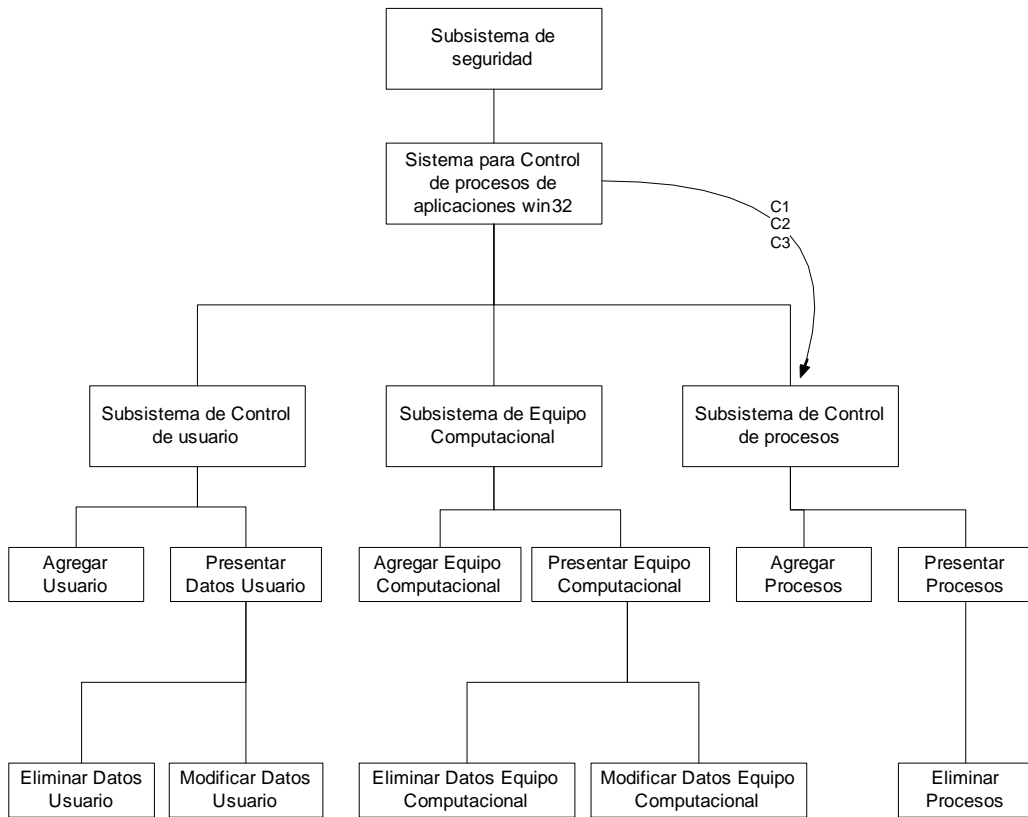 Subsistema de
seguridad
Sistema para Control
de procesos de
aplicaciones win32
C1
C2
C3
Subsistema de Control
de usuario
Subsistema de Equipo
Computacional
Subsistema de Control
de procesos
Agregar
Usuario
Presentar
Datos Usuario
Agregar Equipo
Computacional
Presentar Equipo
Computacional
Agregar
Procesos
Presentar
Procesos
Eliminar Datos
Usuario
Modificar Datos
Usuario
Eliminar Datos Equipo
Computacional
Modificar Datos Equipo
Computacional
Eliminar
Procesos